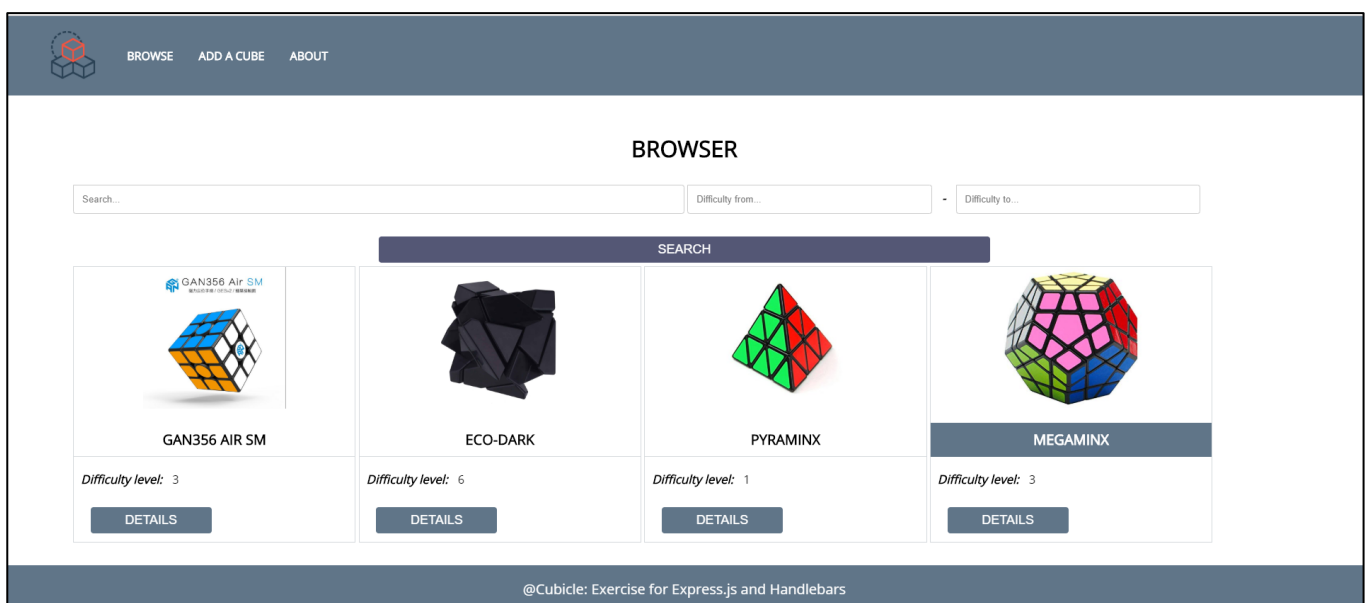 BROWSE ADD A CUBE ABOUT
BROWSER
Search... Difficulty from... - Difficulty to...
SEARCH
GAN356 Air SM
GAN356 AIR SM ECO-DARK PYRAMINX MEGAMINX
Difficulty level: 3 Difficulty level: 6 Difficulty level: 1 Difficulty level: 3
DETAILS DETAILS DETAILS DETAILS
@Cubicle: Exercise for Express.js and Handlebars